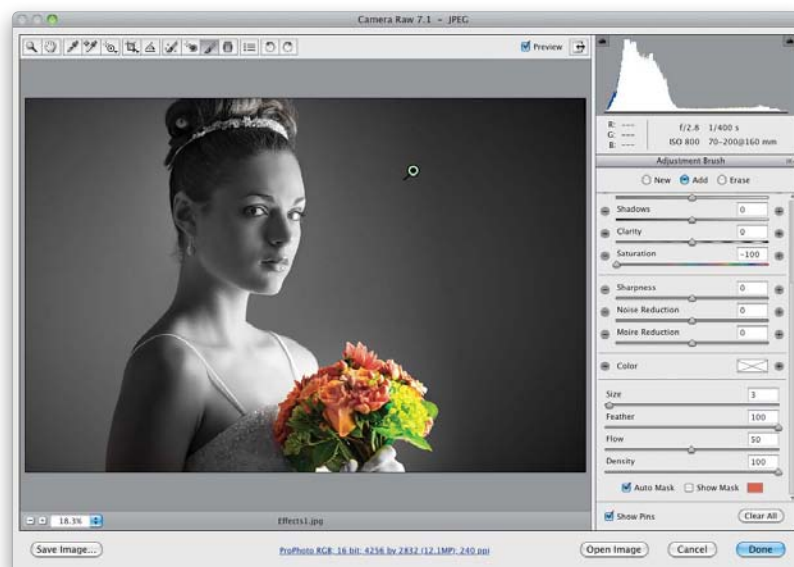 Camera Raw 7.1 – JPEG
Preview
R: ---
G: ---
B: ---
f/2.8 1/400 s
ISO 800 70–200@160 mm
Adjustment Brush
New Add Erase
Shadows 0
Clarity 0
Saturation -100
Sharpness 0
Noise Reduction 0
Moire Reduction 0
Color
Size 3
Feather 100
Flow 50
Density 100
Auto Mask Show Mask
Show Pins Clear All
18.3% Effects1.jpg
Save Image... ProPhoto RGB; 16 bit; 4256 by 2832 (12.1MP); 240 ppi Open Image Cancel Done